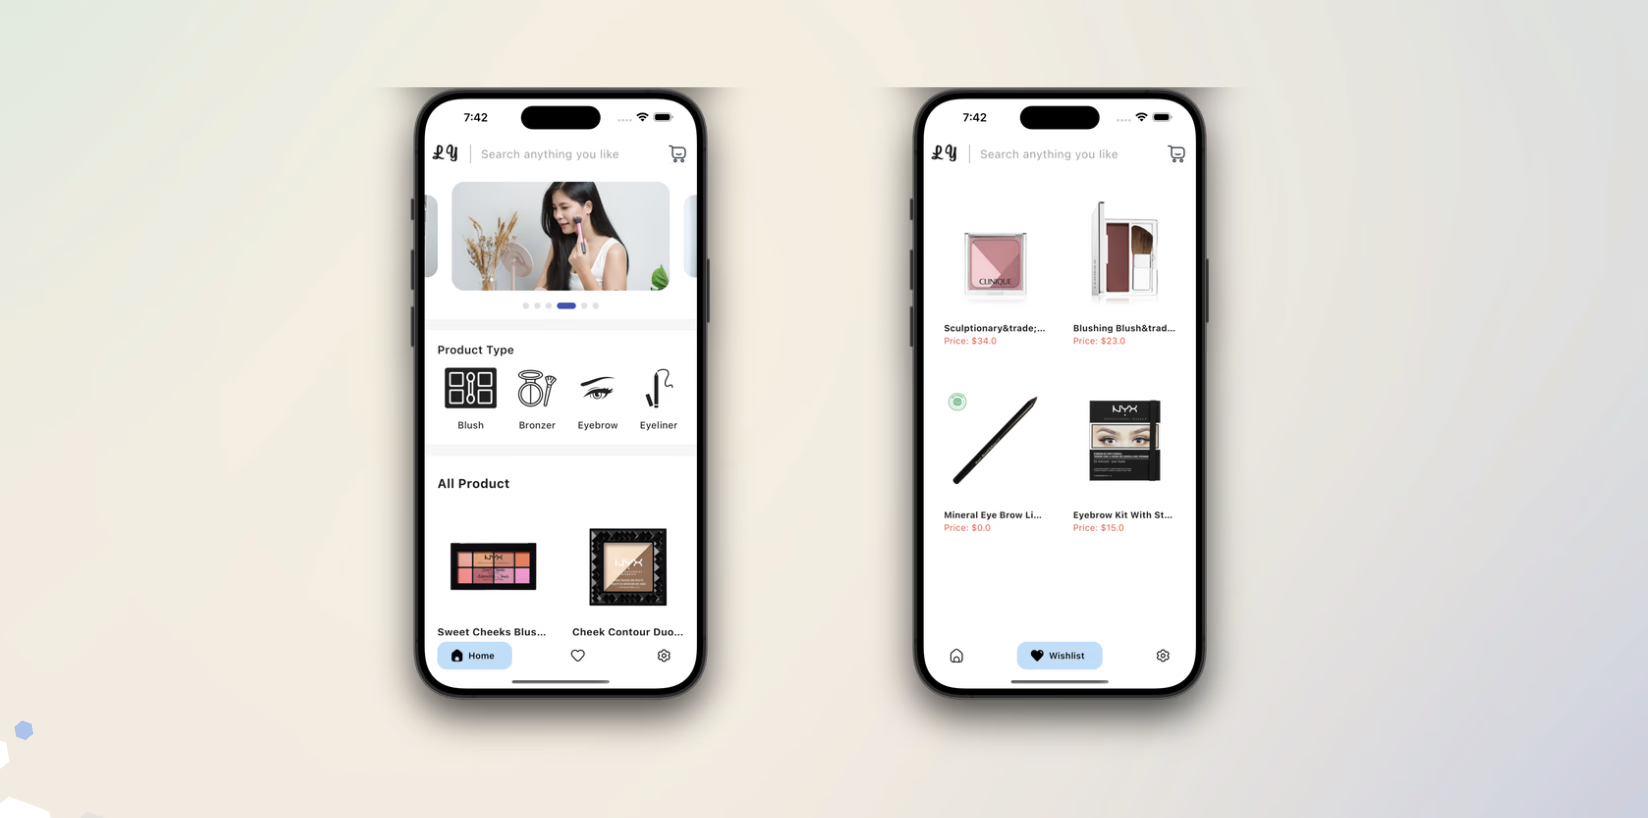 7:42
LY
Search anything you like
Product Type
Blush
Bronzer
Eyebrow
Eyeliner
All Product
NYX
NYX
Sweet Cheeks Blus...
Cheek Contour Duo...
Home
7:42
LY
Search anything you like
CLINIQUE
Sculptionary&trade;...
Price: $34.0
Blushing Blush&trad...
Price: $23.0
NYX
Mineral Eye Brow Li...
Price: $0.0
Eyebrow Kit With St...
Price: $15.0
Wishlist